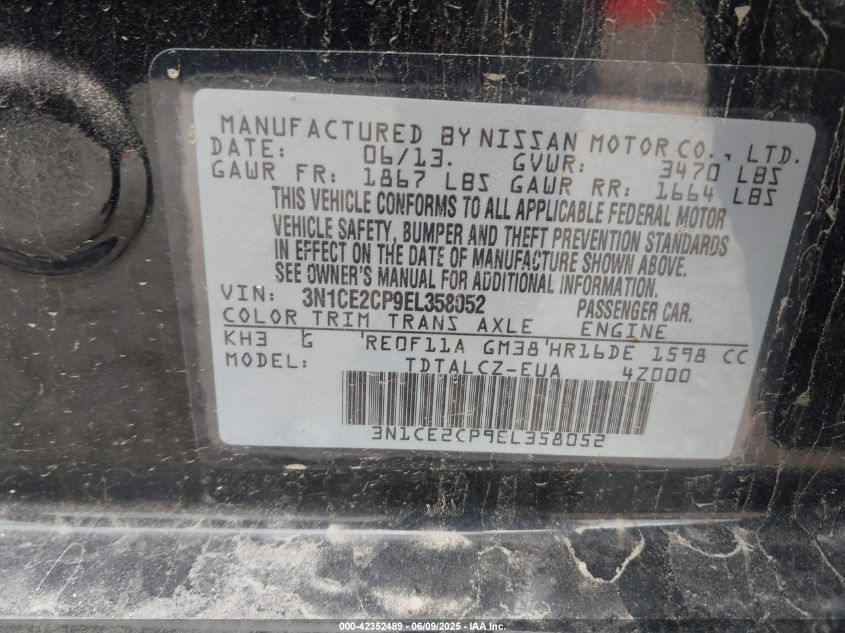 MANUFACTURED BY NISSAN MOTOR CO., LTD.
DATE: 06/13. GVWR: 3470 LBS
GAWR FR: 1867 LBS GAWR RR: 1664 LBS
THIS VEHICLE CONFORMS TO ALL APPLICABLE FEDERAL MOTOR
VEHICLE SAFETY, BUMPER AND THEFT PREVENTION STANDARDS
IN EFFECT ON THE DATE OF MANUFACTURE SHOWN ABOVE.
SEE OWNER'S MANUAL FOR ADDITIONAL INFORMATION.
VIN: 3N1CE2CP9EL358052 PASSENGER CAR.
COLOR TRIM TRANS AXLE ENGINE
KH3 G RE0F11A GM38 HR16DE 1598 CC
MODEL: TDTALCZ-EUA 4Z000
3N1CE2CP9EL358052
000-42352489 - 06/09/2025 - IAA Inc.